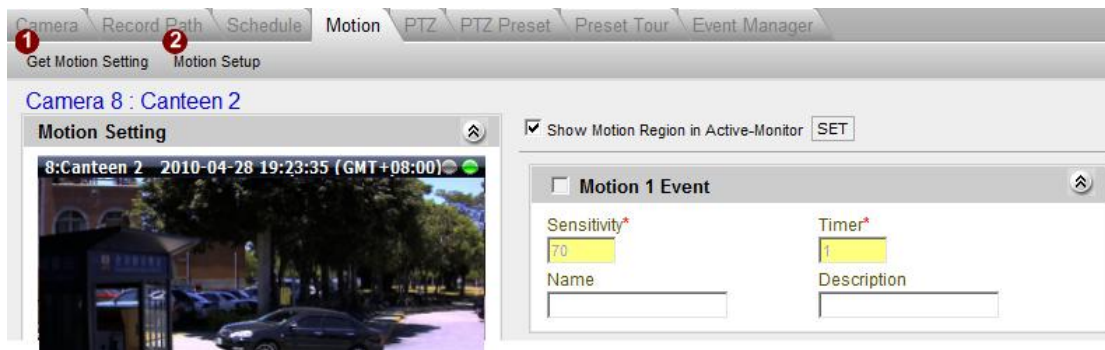 Camera Record Path Schedule Motion PTZ PTZ Preset Preset Tour Event Manager
1 2
Get Motion Setting Motion Setup
Camera 8 : Canteen 2
Motion Setting
Show Motion Region in Active-Monitor SET
8:Canteen 2 2010-04-28 19:23:35 (GMT+08:00)
Motion 1 Event
Sensitivity* Timer*
70 1
Name Description